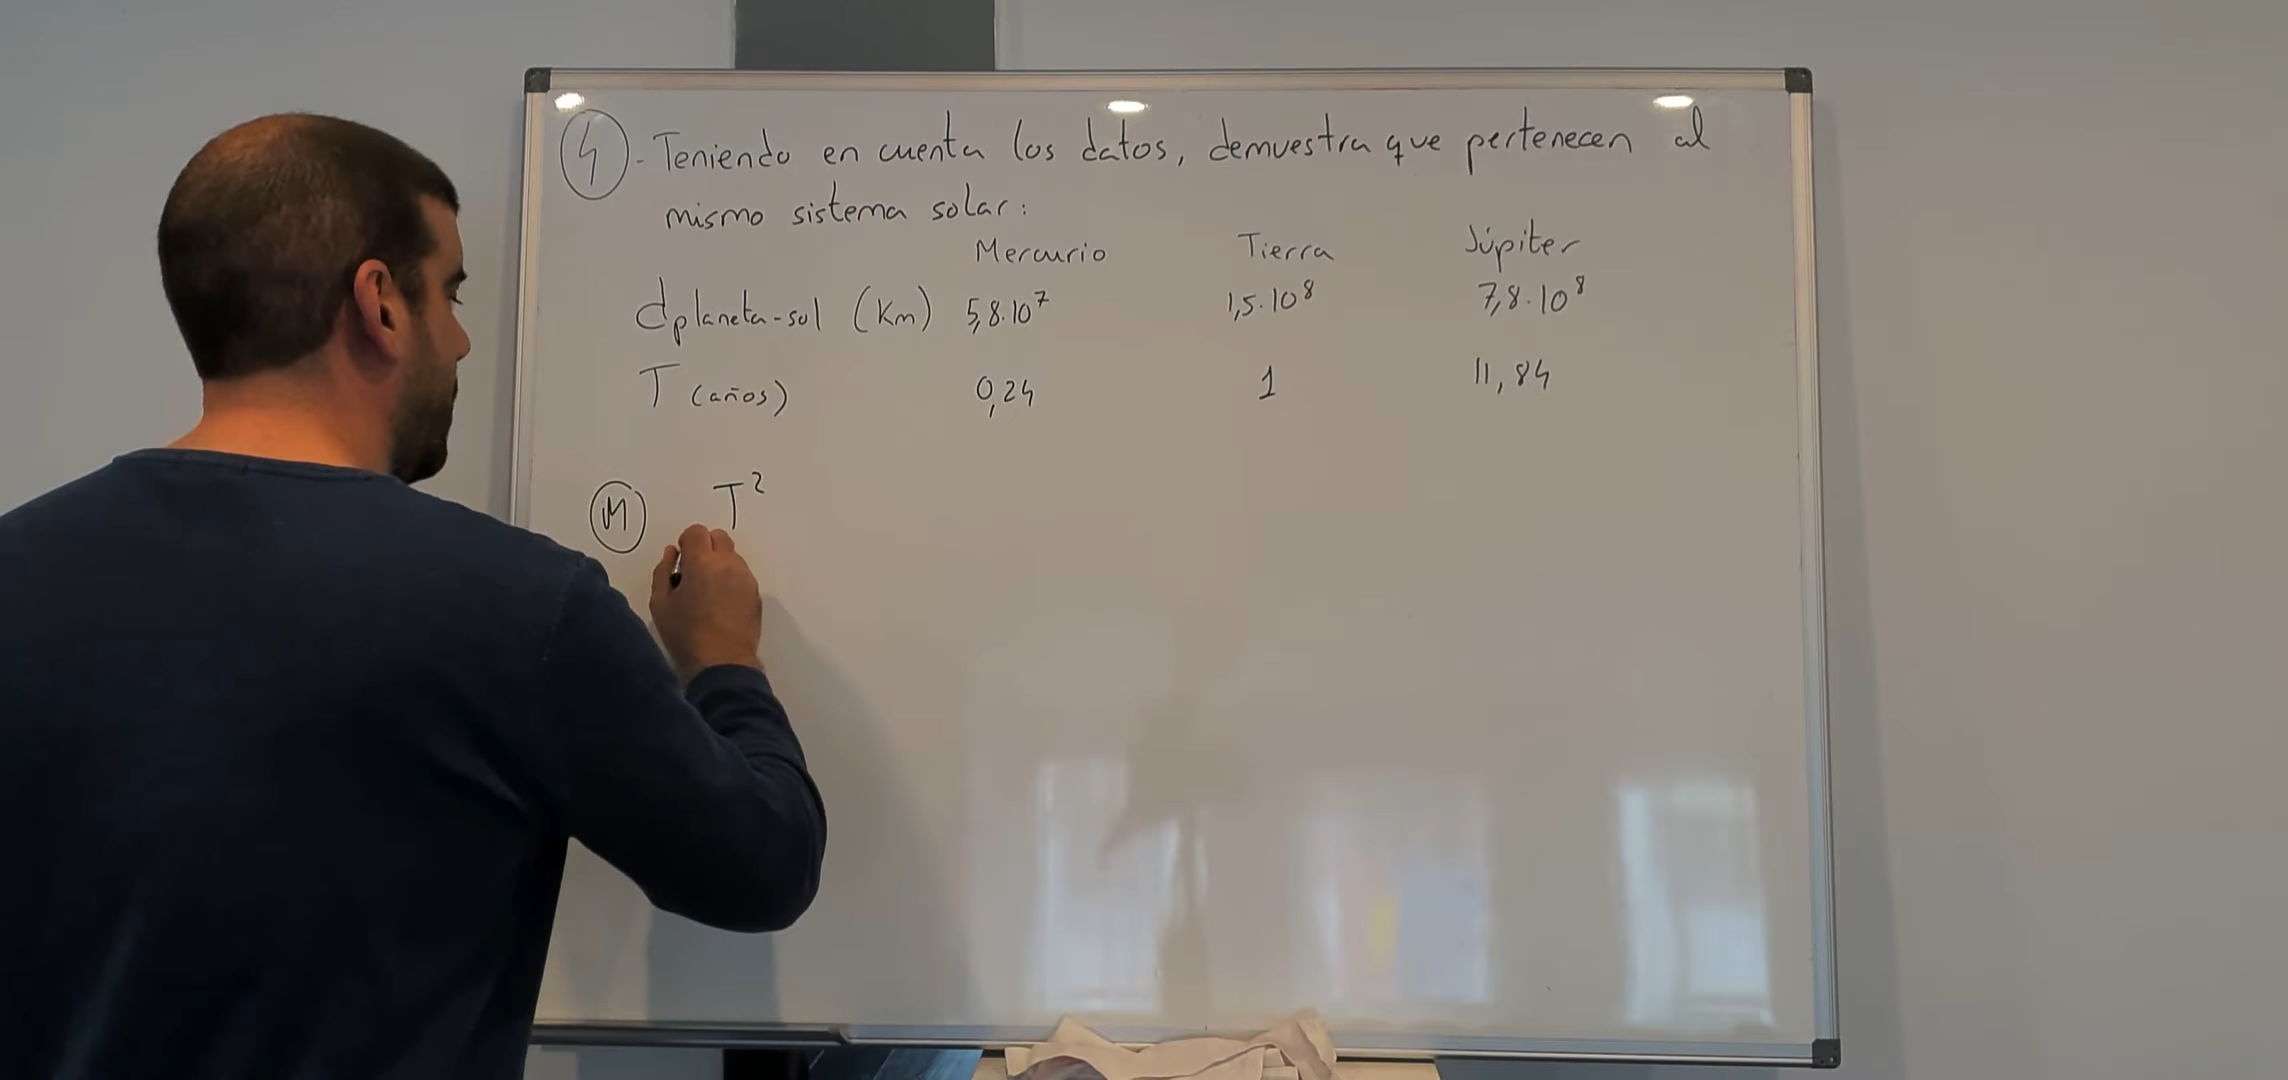 4.- Teniendo en cuenta los datos, demuestra que pertenecen al
mismo sistema solar:
Mercurio Tierra Júpiter
dplaneta-sol (Km) 5,8·10⁷ 1,5·10⁸ 7,8·10⁸
T (años) 0,24 1 11,84
M T²